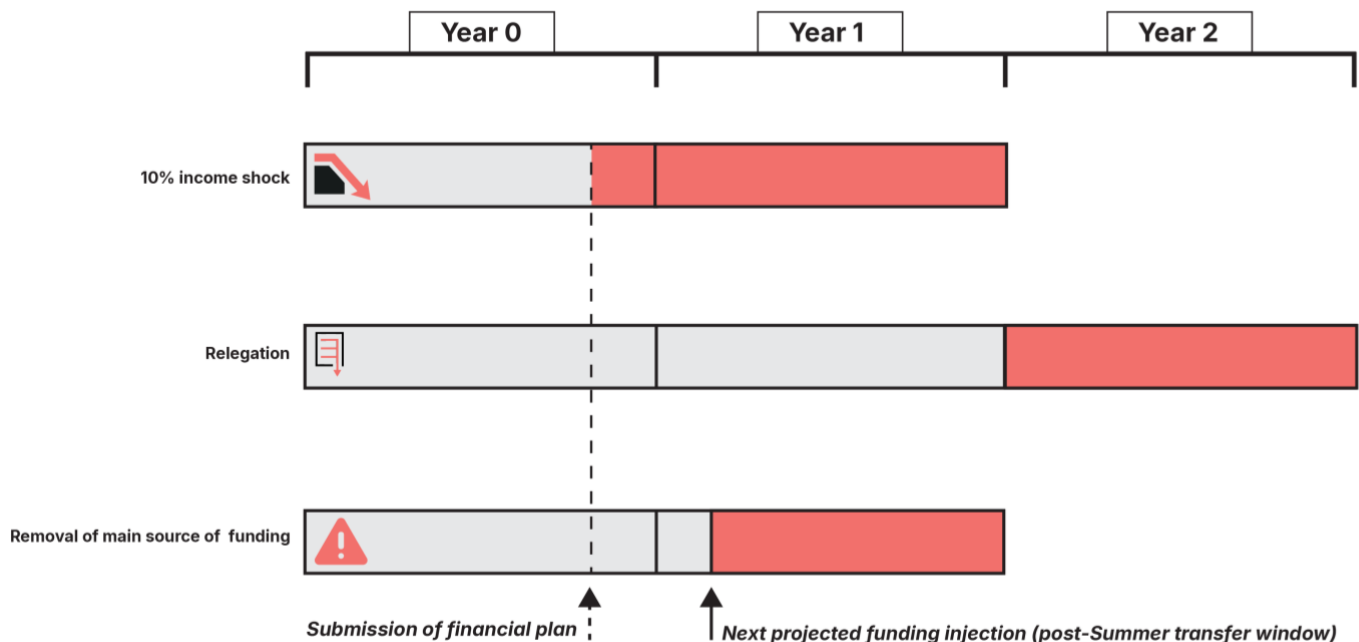 Year 0
Year 1
Year 2
10% income shock
Relegation
Removal of main source of funding
Submission of financial plan
Next projected funding injection (post-Summer transfer window)